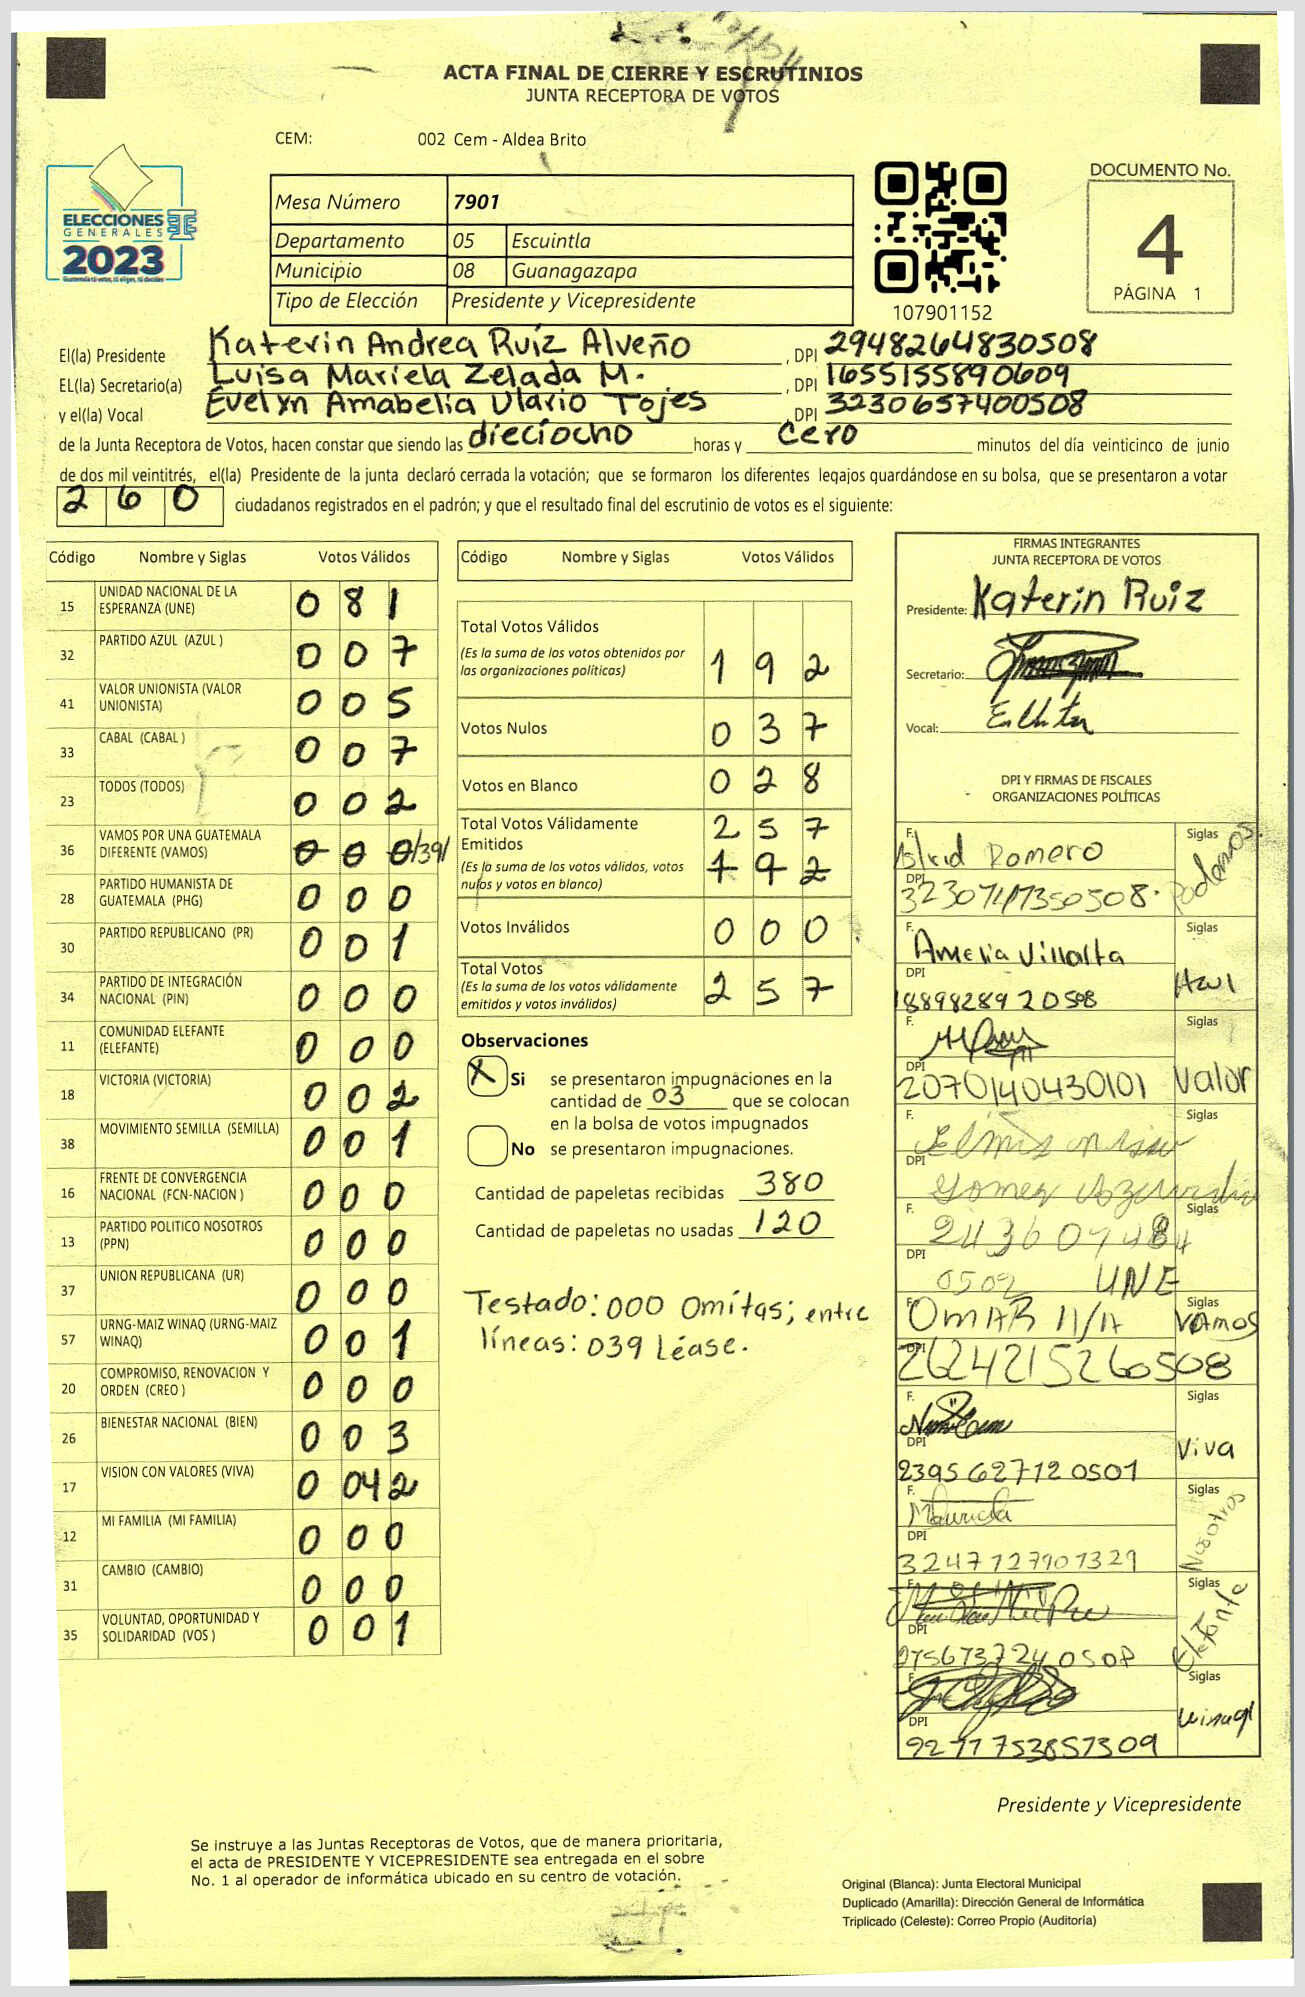 ACTA FINAL DE CIERRE Y ESCRUTINIOS
JUNTA RECEPTORA DE VOTOS
CEM: 002 Cem - Aldea Brito
ELECCIONES
GENERALES
2023
Mesa Número 7901
Departamento 05 Escuintla
Municipio 08 Guanagazapa
Tipo de Elección Presidente y Vicepresidente
107901152
DOCUMENTO No.
4
PÁGINA 1
El(la) Presidente Katerin Andrea Ruíz Alveño , DPI 2948264830508
EL(la) Secretario(a) Luisa Mariela Zelada M. , DPI 1655155890609
y el(la) Vocal Evelyn Amabelia Ulario Tojes , DPI 3230657400508
de la Junta Receptora de Votos, hacen constar que siendo las dieciocho horas y cero minutos del día veinticinco de junio
de dos mil veintitrés, el(la) Presidente de la junta declaró cerrada la votación; que se formaron los diferentes legajos guardándose en su bolsa, que se presentaron a votar
260 ciudadanos registrados en el padrón; y que el resultado final del escrutinio de votos es el siguiente:
Código Nombre y Siglas Votos Válidos
15 UNIDAD NACIONAL DE LA ESPERANZA (UNE) 0 8 1
32 PARTIDO AZUL (AZUL ) 0 0 7
41 VALOR UNIONISTA (VALOR UNIONISTA) 0 0 5
33 CABAL (CABAL ) 0 0 7
23 TODOS (TODOS) 0 0 2
36 VAMOS POR UNA GUATEMALA DIFERENTE (VAMOS) 0 0 0 /39/
28 PARTIDO HUMANISTA DE GUATEMALA (PHG) 0 0 0
30 PARTIDO REPUBLICANO (PR) 0 0 1
34 PARTIDO DE INTEGRACIÓN NACIONAL (PIN) 0 0 0
11 COMUNIDAD ELEFANTE (ELEFANTE) 0 0 0
18 VICTORIA (VICTORIA) 0 0 2
38 MOVIMIENTO SEMILLA (SEMILLA) 0 0 1
16 FRENTE DE CONVERGENCIA NACIONAL (FCN-NACION ) 0 0 0
13 PARTIDO POLITICO NOSOTROS (PPN) 0 0 0
37 UNION REPUBLICANA (UR) 0 0 0
57 URNG-MAIZ WINAQ (URNG-MAIZ WINAQ) 0 0 1
20 COMPROMISO, RENOVACION Y ORDEN (CREO ) 0 0 0
26 BIENESTAR NACIONAL (BIEN) 0 0 3
17 VISION CON VALORES (VIVA) 0 04 2
12 MI FAMILIA (MI FAMILIA) 0 0 0
31 CAMBIO (CAMBIO) 0 0 0
35 VOLUNTAD, OPORTUNIDAD Y SOLIDARIDAD (VOS ) 0 0 1
Código Nombre y Siglas Votos Válidos
Total Votos Válidos
(Es la suma de los votos obtenidos por las organizaciones políticas) 1 9 2
Votos Nulos 0 3 7
Votos en Blanco 0 2 8
Total Votos Válidamente Emitidos 2 5 7
(Es la suma de los votos válidos, votos nulos y votos en blanco) 1 9 2
Votos Inválidos 0 0 0
Total Votos
(Es la suma de los votos válidamente emitidos y votos inválidos) 2 5 7
Observaciones
X Si se presentaron impugnaciones en la
cantidad de 03 que se colocan
en la bolsa de votos impugnados
No se presentaron impugnaciones.
Cantidad de papeletas recibidas 380
Cantidad de papeletas no usadas 120
Testado: 000 Omitas; entre
líneas: 039 Léase.
FIRMAS INTEGRANTES
JUNTA RECEPTORA DE VOTOS
Presidente: Katerin Ruiz
Secretario:
Vocal:
DPI Y FIRMAS DE FISCALES
ORGANIZACIONES POLÍTICAS
F. Astrid Romero Siglas Podemos
DPI 3230747350508
F. Amelia Villalta Siglas Azul
DPI 1889828920508
F. Siglas Valor
DPI 2070140430101
F. Siglas
DPI Gomez
F. 243607484 Siglas
DPI 0502 UNE
F. OMAR Siglas VAMOS
DPI 2624215260508
F. Siglas Viva
DPI 2395627120501
F. Siglas Nosotros
DPI 3247127901329
F. Siglas Elefante
DPI
F. Siglas winaq
DPI
Presidente y Vicepresidente
Se instruye a las Juntas Receptoras de Votos, que de manera prioritaria,
el acta de PRESIDENTE Y VICEPRESIDENTE sea entregada en el sobre
No. 1 al operador de informática ubicado en su centro de votación.
Original (Blanca): Junta Electoral Municipal
Duplicado (Amarilla): Dirección General de Informática
Triplicado (Celeste): Correo Propio (Auditoría)